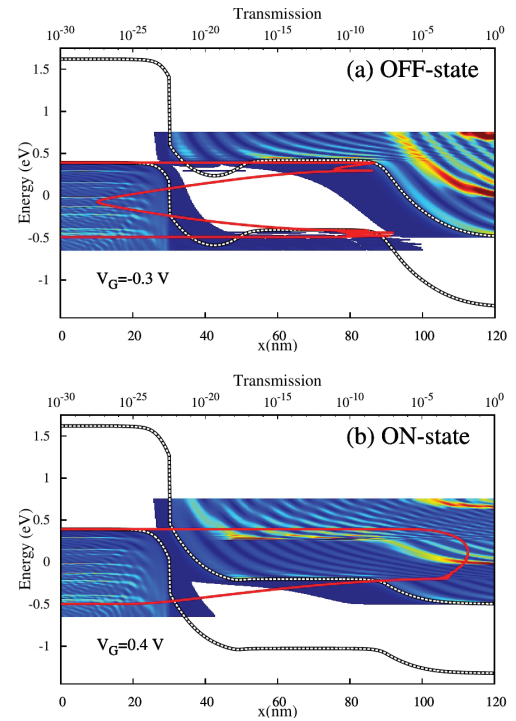 Transmission
10^-30 10^-25 10^-20 10^-15 10^-10 10^-5 10^0
(a) OFF-state
1.5
1
0.5
0
-0.5
-1
Energy (eV)
V_G=-0.3 V
0 20 40 60 80 100 120
x(nm)
Transmission
10^-30 10^-25 10^-20 10^-15 10^-10 10^-5 10^0
(b) ON-state
1.5
1
0.5
0
-0.5
-1
Energy (eV)
V_G=0.4 V
0 20 40 60 80 100 120
x(nm)